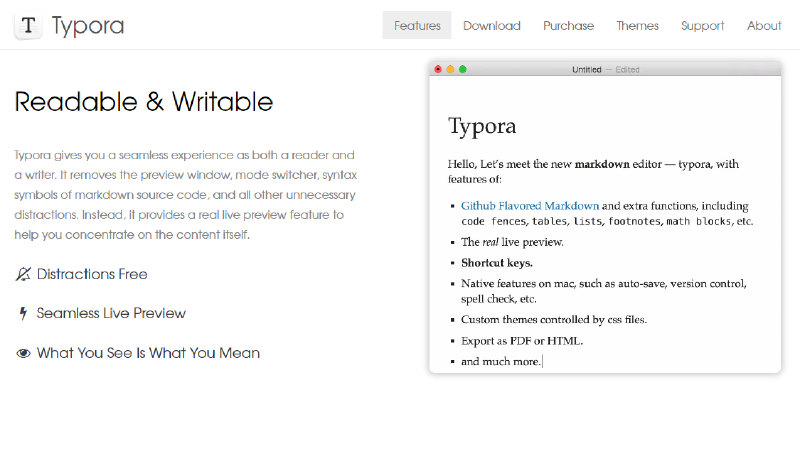 T Typora
Features Download Purchase Themes Support About
Readable & Writable
Typora gives you a seamless experience as both a reader and
a writer. It removes the preview window, mode switcher, syntax
symbols of markdown source code, and all other unnecessary
distractions. Instead, it provides a real live preview feature to
help you concentrate on the content itself.
Distractions Free
Seamless Live Preview
What You See Is What You Mean
Untitled — Edited
Typora
Hello, Let's meet the new markdown editor — typora, with
features of:
▪ Github Flavored Markdown and extra functions, including
code fences, tables, lists, footnotes, math blocks, etc.
▪ The real live preview.
▪ Shortcut keys.
▪ Native features on mac, such as auto-save, version control,
spell check, etc.
▪ Custom themes controlled by css files.
▪ Export as PDF or HTML.
▪ and much more.